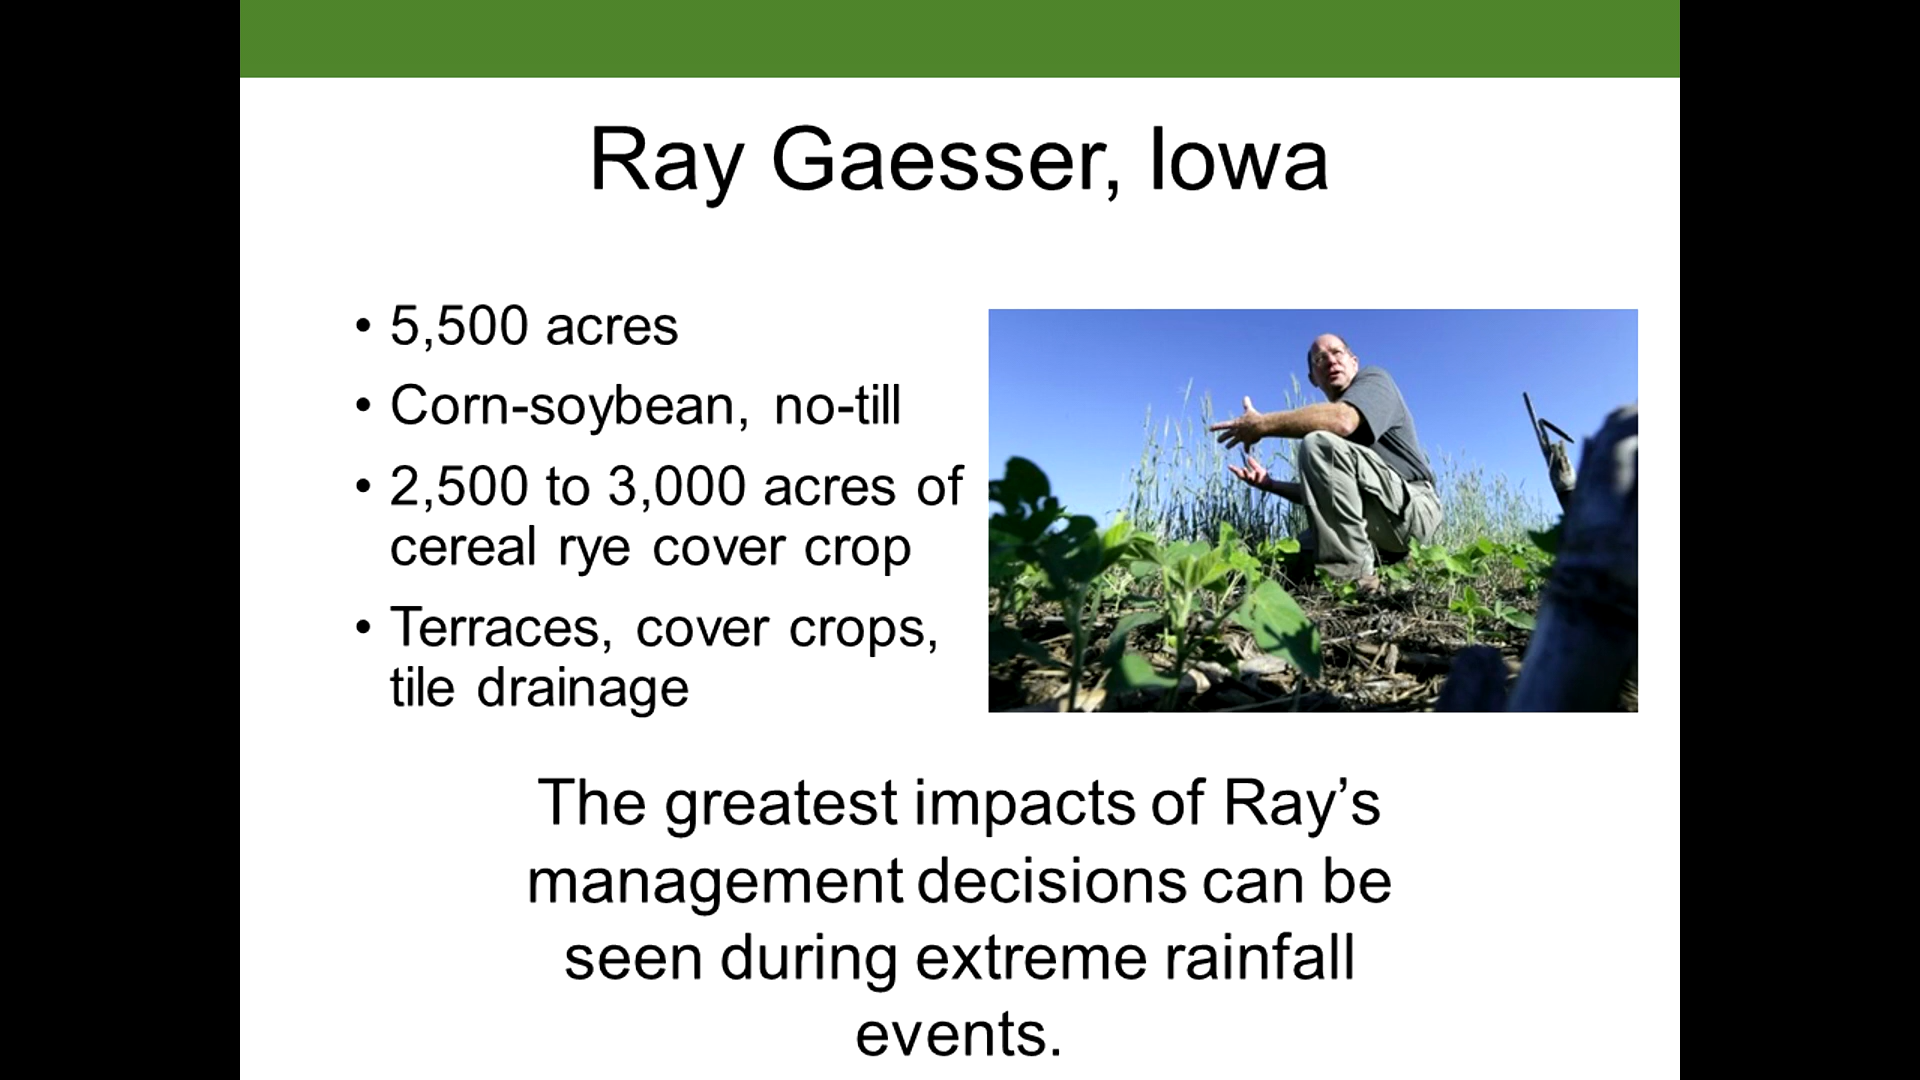 Ray Gaesser, Iowa
• 5,500 acres
• Corn-soybean, no-till
• 2,500 to 3,000 acres of
cereal rye cover crop
• Terraces, cover crops,
tile drainage
The greatest impacts of Ray’s
management decisions can be
seen during extreme rainfall
events.